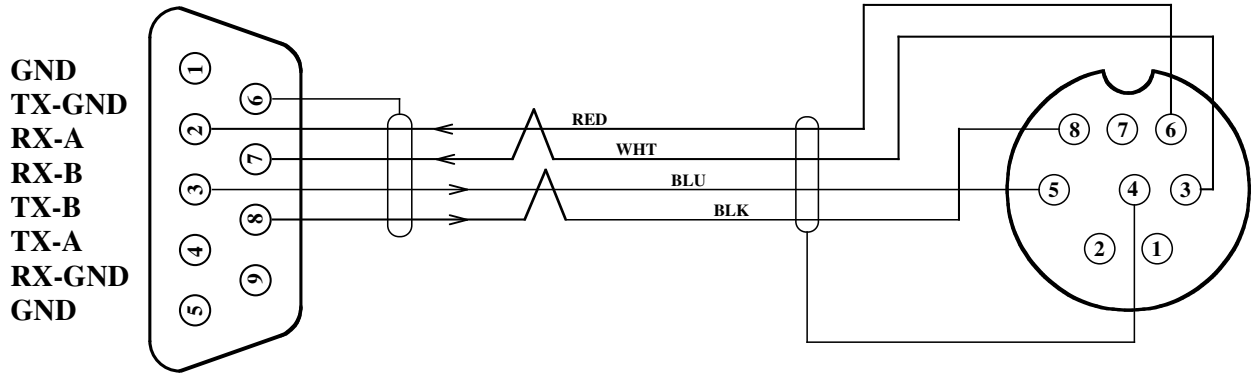 GND
TX-GND
RX-A
RX-B
TX-B
TX-A
RX-GND
GND
1
6
2
7
3
8
4
9
5
RED
WHT
BLU
BLK
8 7 6
5 4 3
2 1